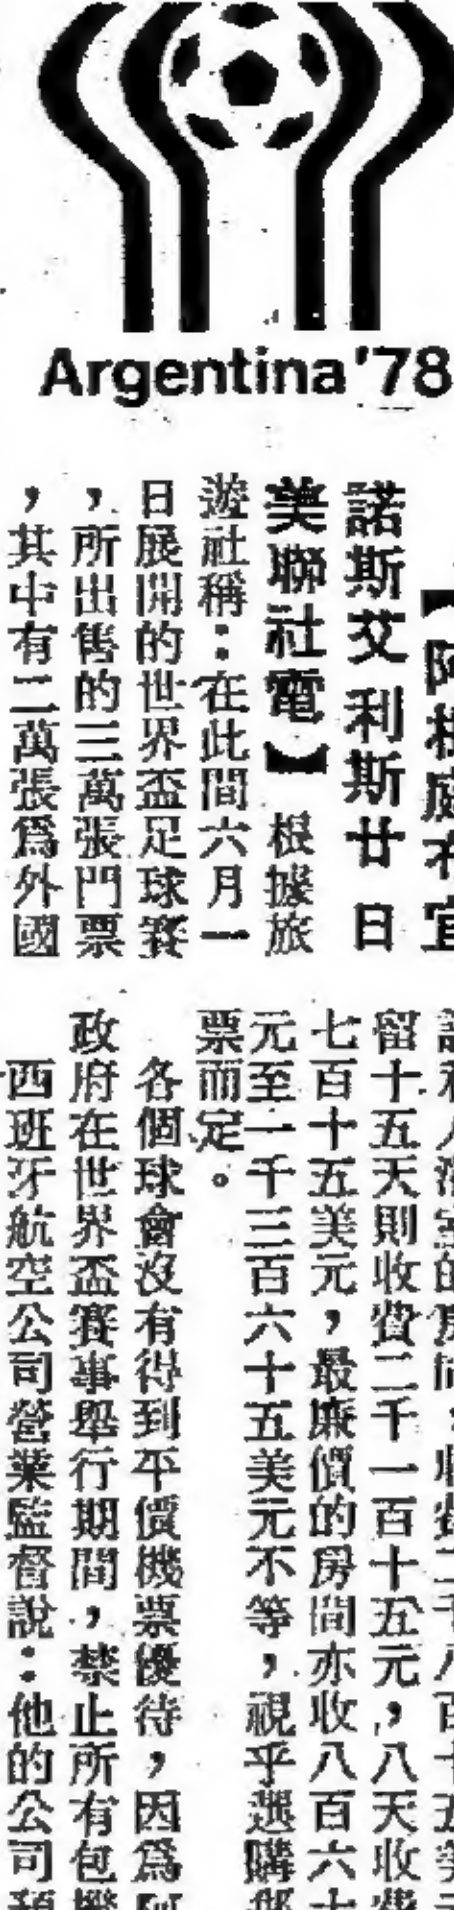 Argentina'78
【阿根廷布宜
諾斯艾利斯廿日
美聯社電】根據旅
遊社稱：在此間六月一
日展開的世界盃足球賽
，所出售的三萬張門票
，其中有二萬張爲外國
留十五天則收費二千一百十五元，八天收費
七百十五美元，最廉價的房間亦收八百六十
元至一千三百六十五美元不等，視乎選購
票而定。
各個球會沒有得到平價機票優待，因爲阿
政府在世界盃賽事舉行期間，禁止所有包機
西班牙航空公司營業監督說：他的公司預